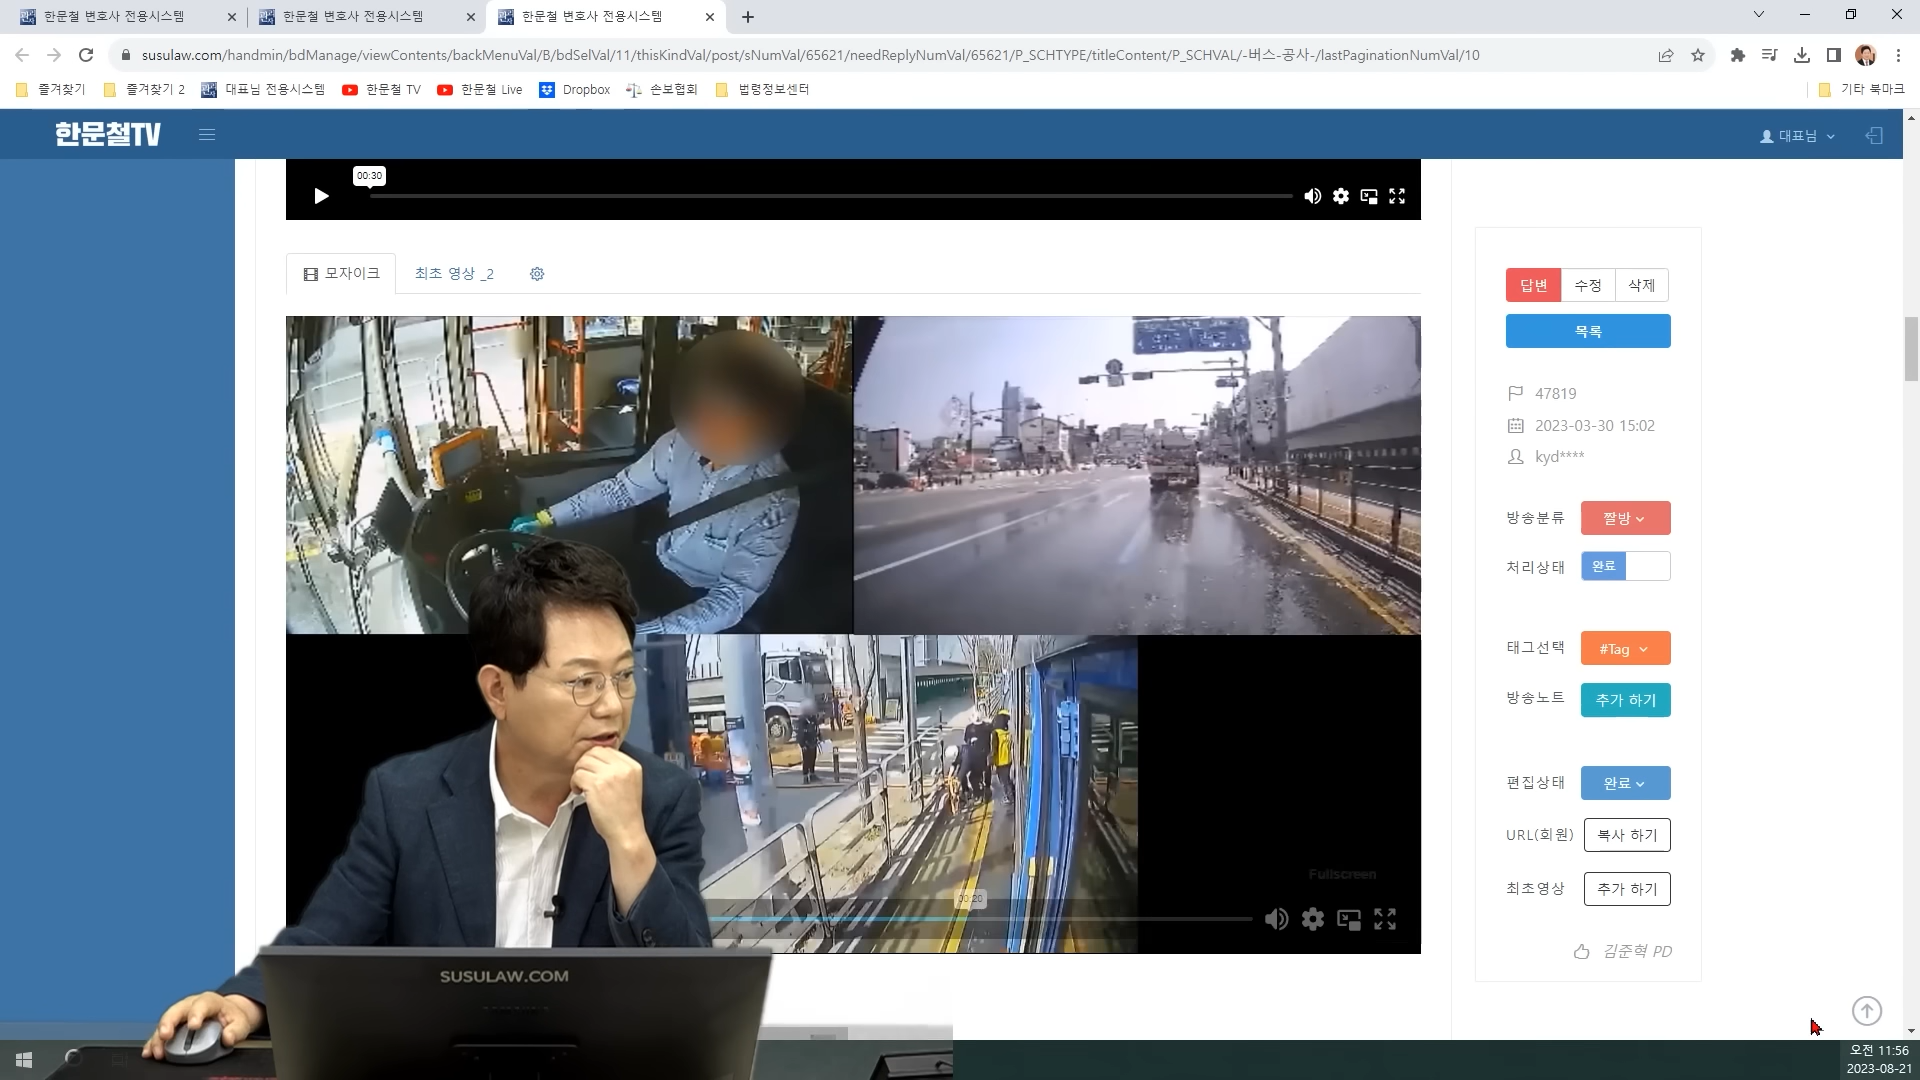 한문철 변호사 전용시스템
한문철 변호사 전용시스템
한문철 변호사 전용시스템
susulaw.com/handmin/bdManage/viewContents/backMenuVal/B/bdSelVal/11/thisKindVal/post/sNumVal/65621/needReplyNumVal/65621/P_SCHTYPE/titleContent/P_SCHVAL/-버스-공사-/lastPaginationNumVal/10
즐겨찾기
즐겨찾기 2
대표님 전용시스템
한문철 TV
한문철 Live
Dropbox
손보협회
법령정보센터
기타 북마크
한문철TV
대표님
00:30
모자이크
최초 영상 _2
답변
수정
삭제
목록
47819
2023-03-30 15:02
kyd****
방송분류
짤방
처리상태
완료
태그선택
#Tag
방송노트
추가 하기
편집상태
완료
URL(회원)
복사 하기
최초영상
추가 하기
김준혁 PD
Fullscreen
00:20
SUSULAW.COM
오전 11:56
2023-08-21